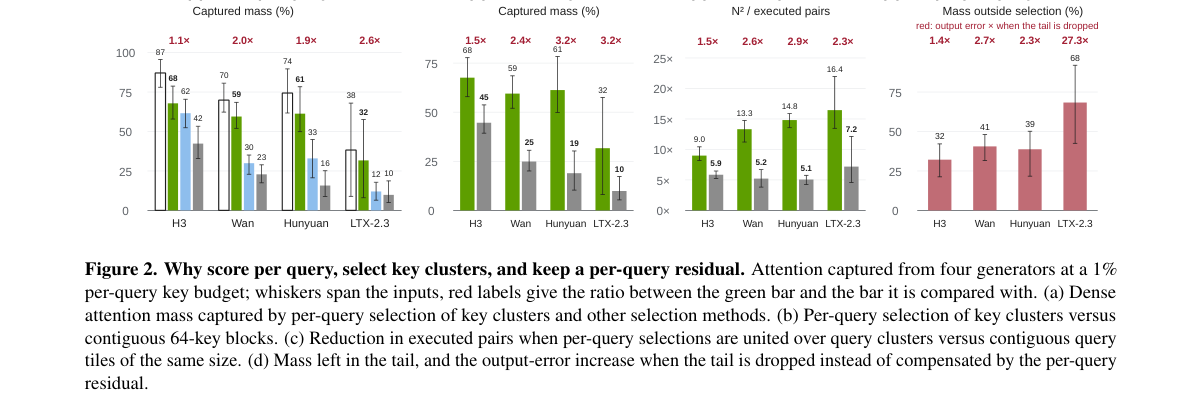 Captured mass (%)
1.1× 2.0× 1.9× 2.6×
100
75
50
25
0
87 68 62 42
70 59 30 23
74 61 33 16
38 32 12 10
H3 Wan Hunyuan LTX-2.3
Captured mass (%)
1.5× 2.4× 3.2× 3.2×
75
50
25
0
68 45
59 25
61 19
32 10
H3 Wan Hunyuan LTX-2.3
N² / executed pairs
1.5× 2.6× 2.9× 2.3×
25×
20×
15×
10×
5×
0×
9.0 5.9
13.3 5.2
14.8 5.1
16.4 7.2
H3 Wan Hunyuan LTX-2.3
Mass outside selection (%)
red: output error × when the tail is dropped
1.4× 2.7× 2.3× 27.3×
75
50
25
0
32 41 39 68
H3 Wan Hunyuan LTX-2.3
Figure 2. Why score per query, select key clusters, and keep a per-query residual. Attention captured from four generators at a 1%
per-query key budget; whiskers span the inputs, red labels give the ratio between the green bar and the bar it is compared with. (a) Dense
attention mass captured by per-query selection of key clusters and other selection methods. (b) Per-query selection of key clusters versus
contiguous 64-key blocks. (c) Reduction in executed pairs when per-query selections are united over query clusters versus contiguous query
tiles of the same size. (d) Mass left in the tail, and the output-error increase when the tail is dropped instead of compensated by the per-query
residual.